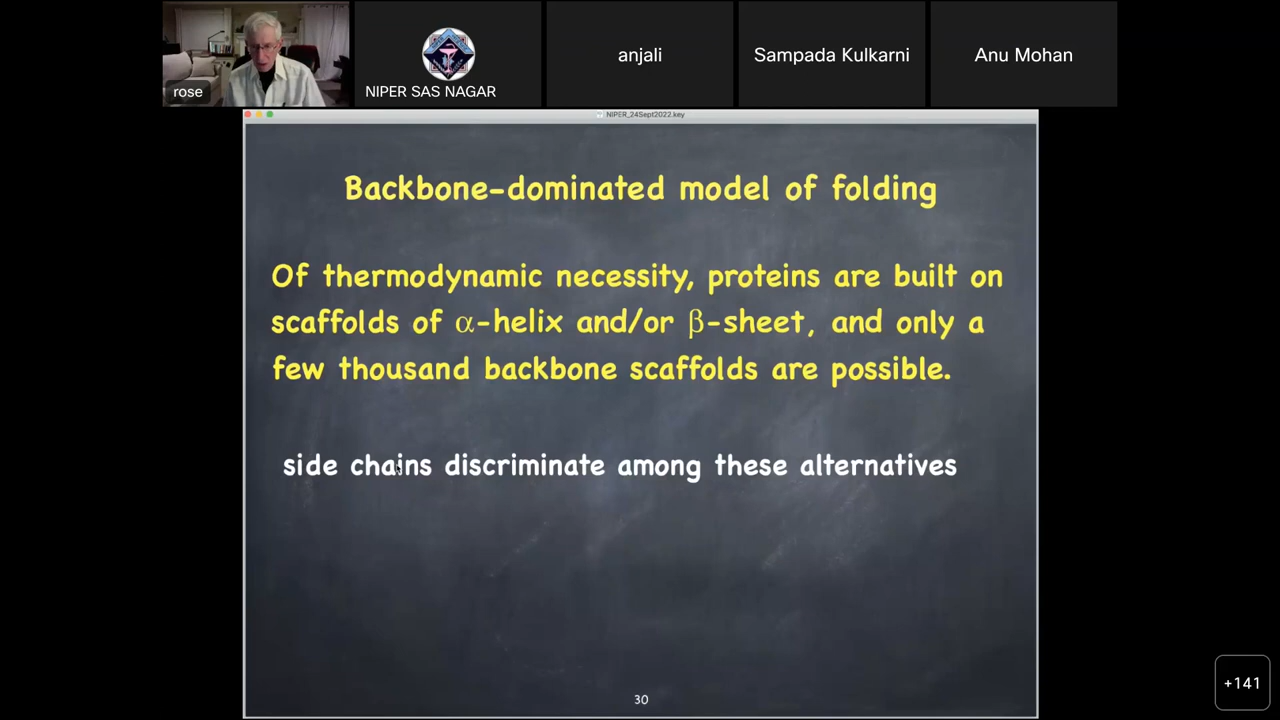 rose
NIPER SAS NAGAR
anjali
Sampada Kulkarni
Anu Mohan
NIPER_24Sept2022.key
Backbone-dominated model of folding
Of thermodynamic necessity, proteins are built on
scaffolds of α-helix and/or β-sheet, and only a
few thousand backbone scaffolds are possible.
side chains discriminate among these alternatives
30
+141